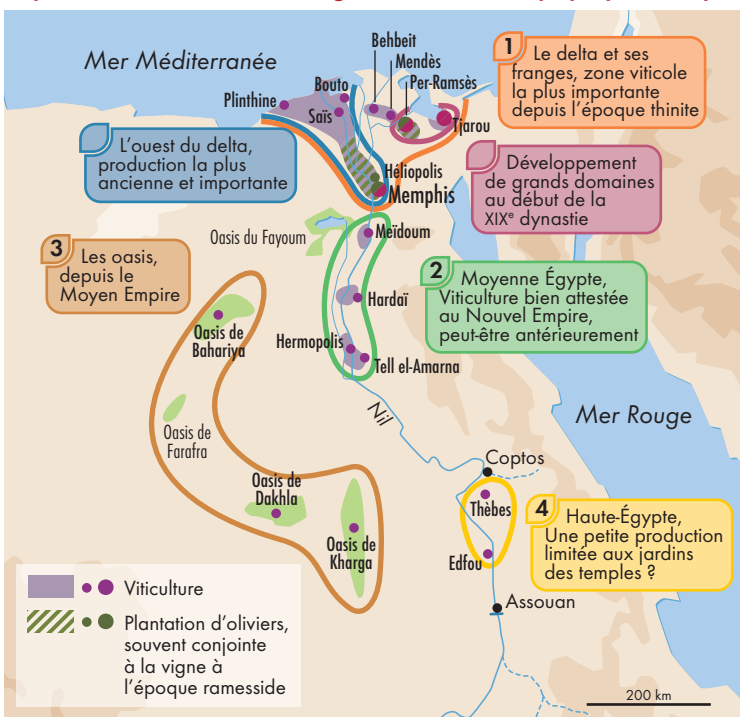 Mer Méditerranée
Behbeit
Mendès
Per-Ramsès
Bouto
Plinthine
Saïs
Tjarou
1
Le delta et ses
franges, zone viticole
la plus importante
depuis l'époque thinite
L'ouest du delta,
production la plus
ancienne et importante
Héliopolis
Memphis
Développement
de grands domaines
au début de la
XIXe dynastie
Oasis du Fayoum
Meïdoum
3
Les oasis,
depuis le
Moyen Empire
2
Moyenne Égypte,
Viticulture bien attestée
au Nouvel Empire,
peut-être antérieurement
Hardaï
Oasis de
Bahariya
Hermopolis
Tell el-Amarna
Nil
Mer Rouge
Oasis de
Farafra
Coptos
Oasis de
Dakhla
Thèbes
Oasis de
Kharga
Edfou
4
Haute-Égypte,
Une petite production
limitée aux jardins
des temples ?
Assouan
Viticulture
Plantation d'oliviers,
souvent conjointe
à la vigne à
l'époque ramesside
200 km